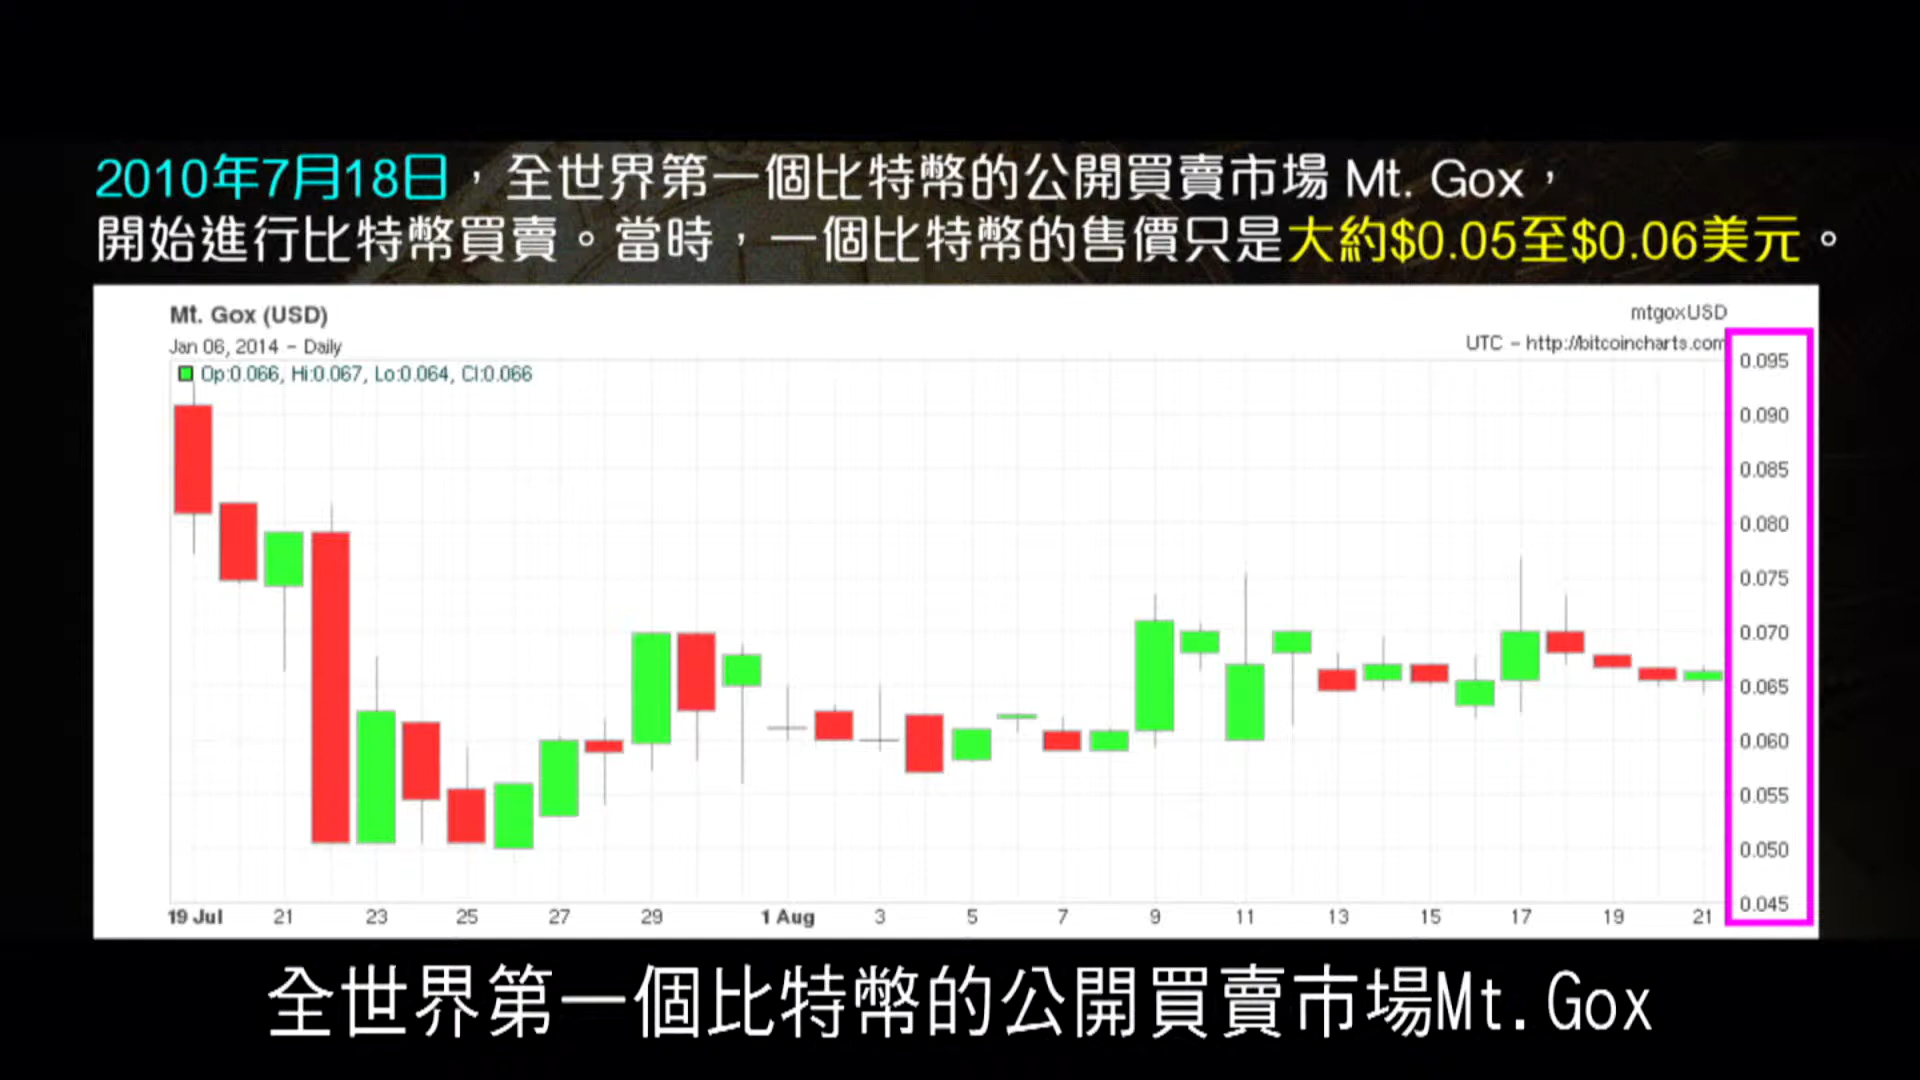 2010年7月18日，全世界第一個比特幣的公開買賣市場 Mt. Gox，
開始進行比特幣買賣。當時，一個比特幣的售價只是大約$0.05至$0.06美元。
Mt. Gox (USD)
mtgoxUSD
Jan 06, 2014 - Daily
UTC - http://bitcoincharts.com
Op:0.066, Hi:0.067, Lo:0.064, Cl:0.066
0.095
0.090
0.085
0.080
0.075
0.070
0.065
0.060
0.055
0.050
0.045
19 Jul 21 23 25 27 29 1 Aug 3 5 7 9 11 13 15 17 19 21
全世界第一個比特幣的公開買賣市場Mt.Gox